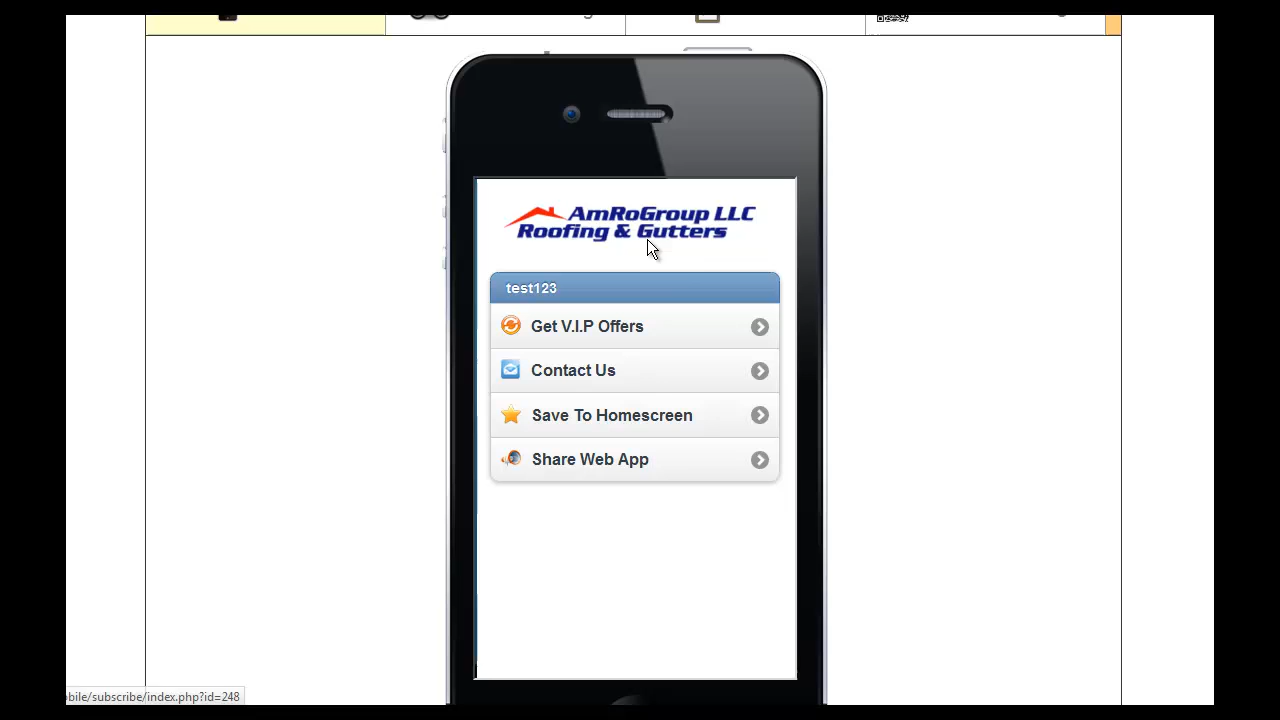 AmRoGroup LLC
Roofing & Gutters
test123
Get V.I.P Offers
Contact Us
Save To Homescreen
Share Web App
bile/subscribe/index.php?id=248